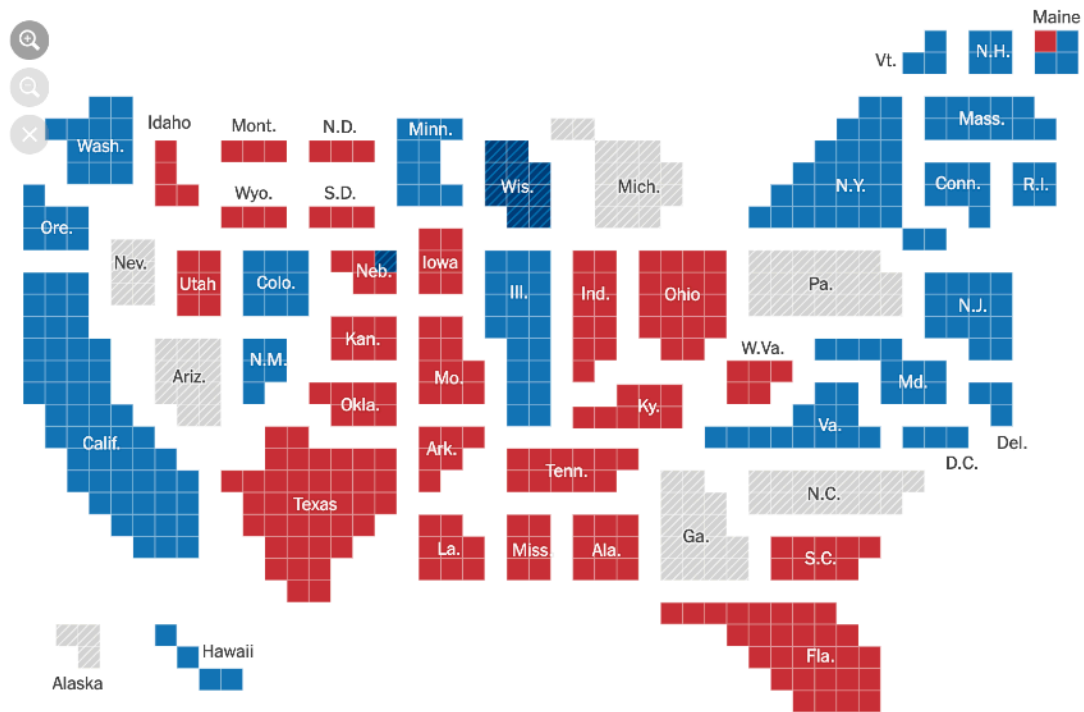 Maine
Vt.
N.H.
Idaho
Mont.
N.D.
Minn.
Mass.
Wash.
Wyo.
S.D.
Wis.
Mich.
N.Y.
Conn.
R.I.
Ore.
Nev.
Utah
Colo.
Neb.
Iowa
Ill.
Ind.
Ohio
Pa.
N.J.
Kan.
W.Va.
N.M.
Ariz.
Mo.
Md.
Okla.
Ky.
Va.
Calif.
Ark.
Del.
D.C.
Tenn.
Texas
N.C.
La.
Miss.
Ala.
Ga.
S.C.
Hawaii
Fla.
Alaska